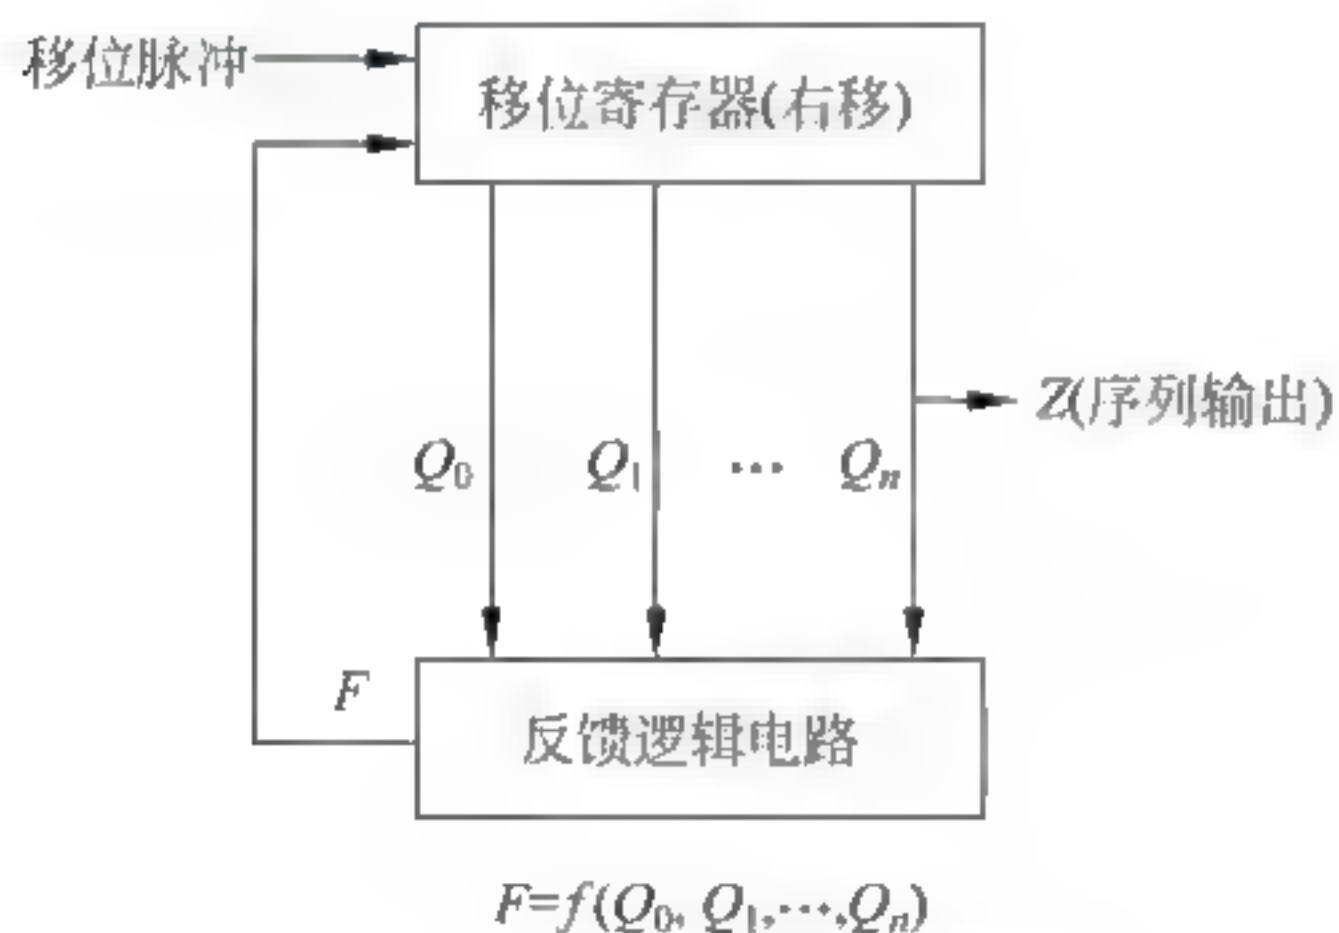 移位脉冲
移位寄存器(右移)
Z(序列输出)
Q0 Q1 … Qn
F
反馈逻辑电路
F=f(Q0, Q1,…,Qn)